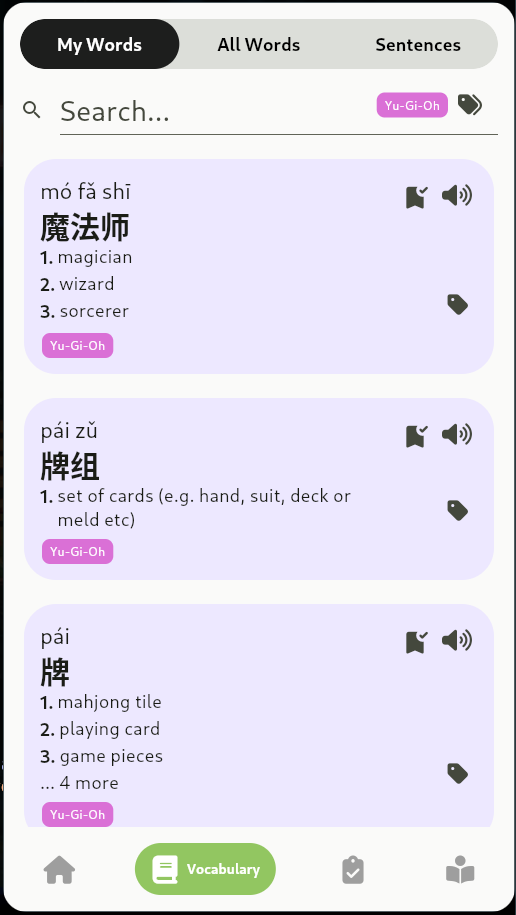 My Words
All Words
Sentences
Search...
Yu-Gi-Oh
mó fǎ shī
魔法师
1. magician
2. wizard
3. sorcerer
Yu-Gi-Oh
pái zǔ
牌组
1. set of cards (e.g. hand, suit, deck or
meld etc)
Yu-Gi-Oh
pái
牌
1. mahjong tile
2. playing card
3. game pieces
... 4 more
Yu-Gi-Oh
Vocabulary